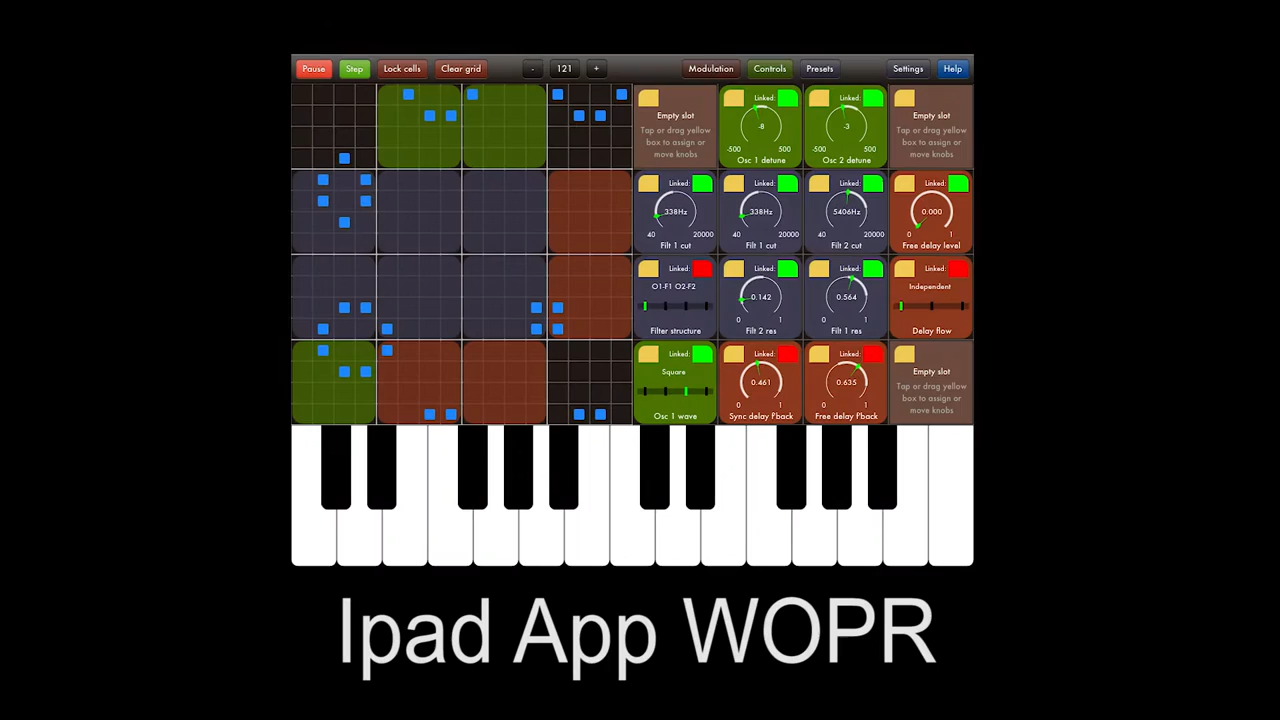 Pause Step Lock cells Clear grid - 121 + Modulation Controls Presets Settings Help
Empty slot
Tap or drag yellow
box to assign or
move knobs
Linked:
-8
-500 500
Osc 1 detune
Linked:
-3
-500 500
Osc 2 detune
Empty slot
Tap or drag yellow
box to assign or
move knobs
Linked:
338Hz
40 20000
Filt 1 cut
Linked:
338Hz
40 20000
Filt 1 cut
Linked:
5406Hz
40 20000
Filt 2 cut
Linked:
0.000
0 1
Free delay level
Linked:
O1-F1 O2-F2
Filter structure
Linked:
0.142
0 1
Filt 2 res
Linked:
0.564
0 1
Filt 1 res
Linked:
Independent
Delay flow
Linked:
Square
Osc 1 wave
Linked:
0.461
0 1
Sync delay Pback
Linked:
0.635
0 1
Free delay Pback
Empty slot
Tap or drag yellow
box to assign or
move knobs
Ipad App WOPR